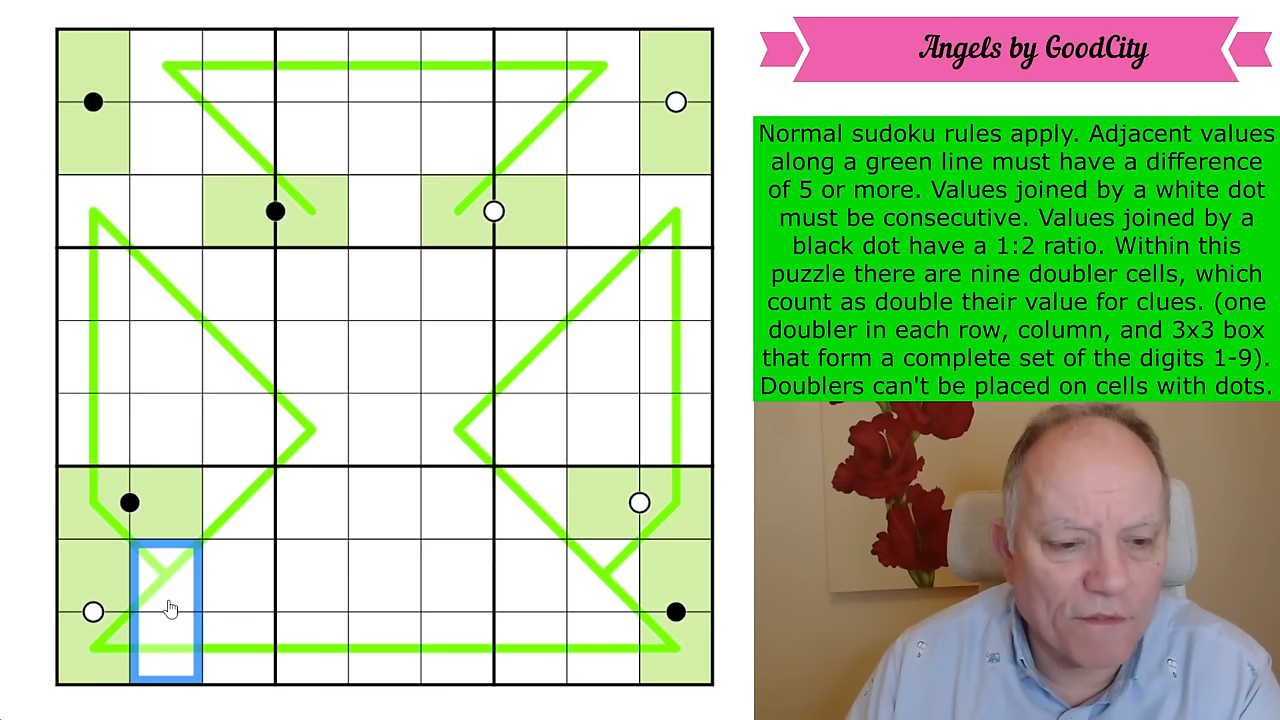 Angels by GoodCity
Normal sudoku rules apply. Adjacent values
along a green line must have a difference
of 5 or more. Values joined by a white dot
must be consecutive. Values joined by a
black dot have a 1:2 ratio. Within this
puzzle there are nine doubler cells, which
count as double their value for clues. (one
doubler in each row, column, and 3x3 box
that form a complete set of the digits 1-9).
Doublers can't be placed on cells with dots.